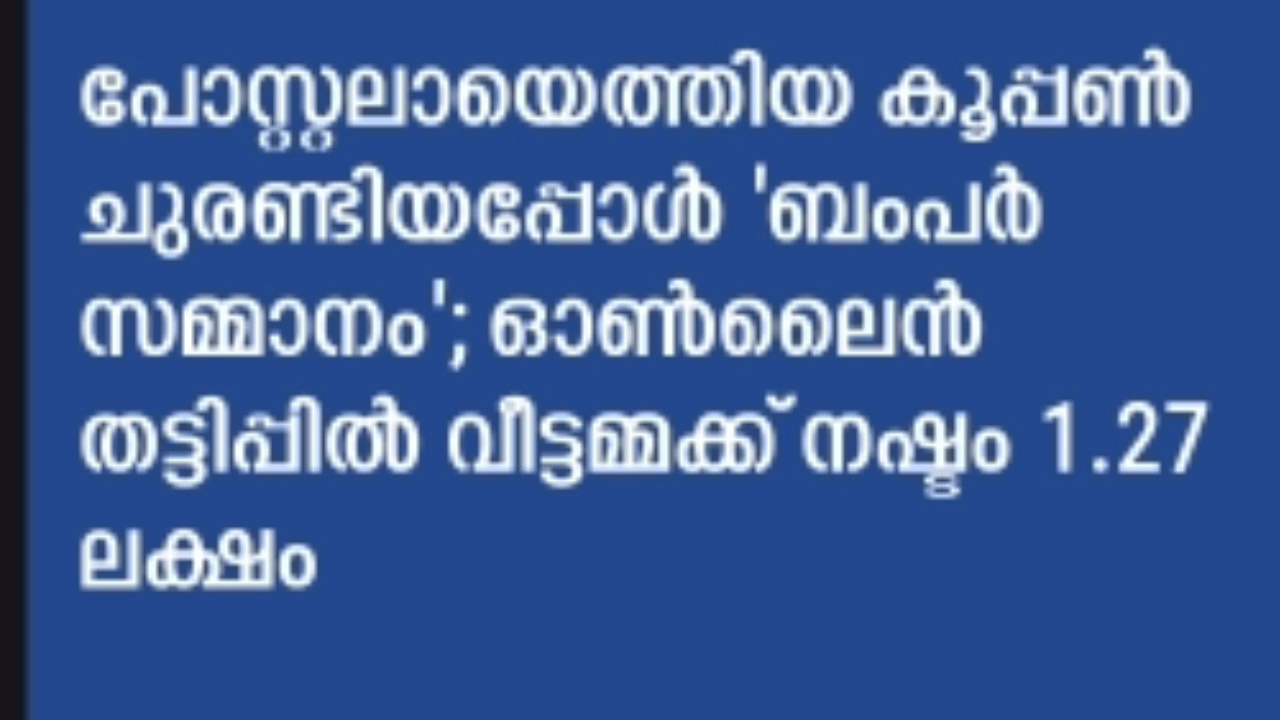 പോസ്റ്റലായെത്തിയ കൂപ്പൺ
ചുരണ്ടിയപ്പോൾ 'ബംപർ
സമ്മാനം'; ഓൺലൈൻ
തട്ടിപ്പിൽ വീട്ടമ്മക്ക് നഷ്ടം 1.27
ലക്ഷം